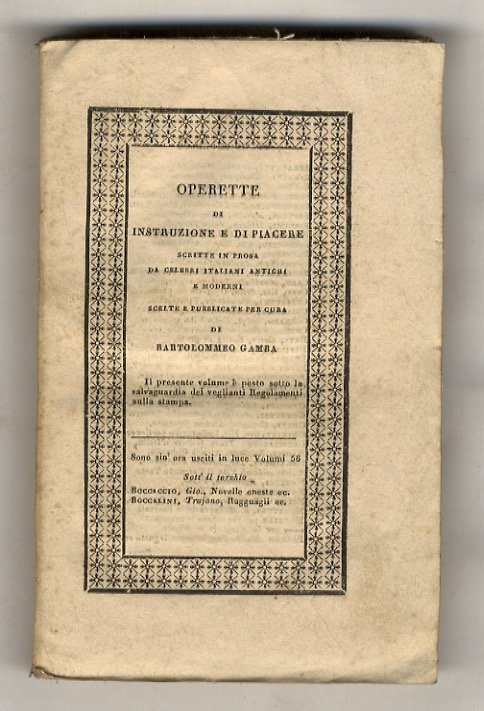 OPERETTE
DI
INSTRUZIONE E DI PIACERE
SCRITTE IN PROSA
DA CELEBRI ITALIANI ANTICHI
E MODERNI
SCELTE E PUBBLICATE PER CURA
DI
BARTOLOMMEO GAMBA
Il presente volume è posto sotto la
salvaguardia dei veglianti Regolamenti
sulla stampa.
Sono sin' ora usciti in luce Volumi 56
Sott' il torchio
BOCCACCIO, Gio., Novelle oneste ec.
BOCCALINI, Trajano, Ragguagli ec.